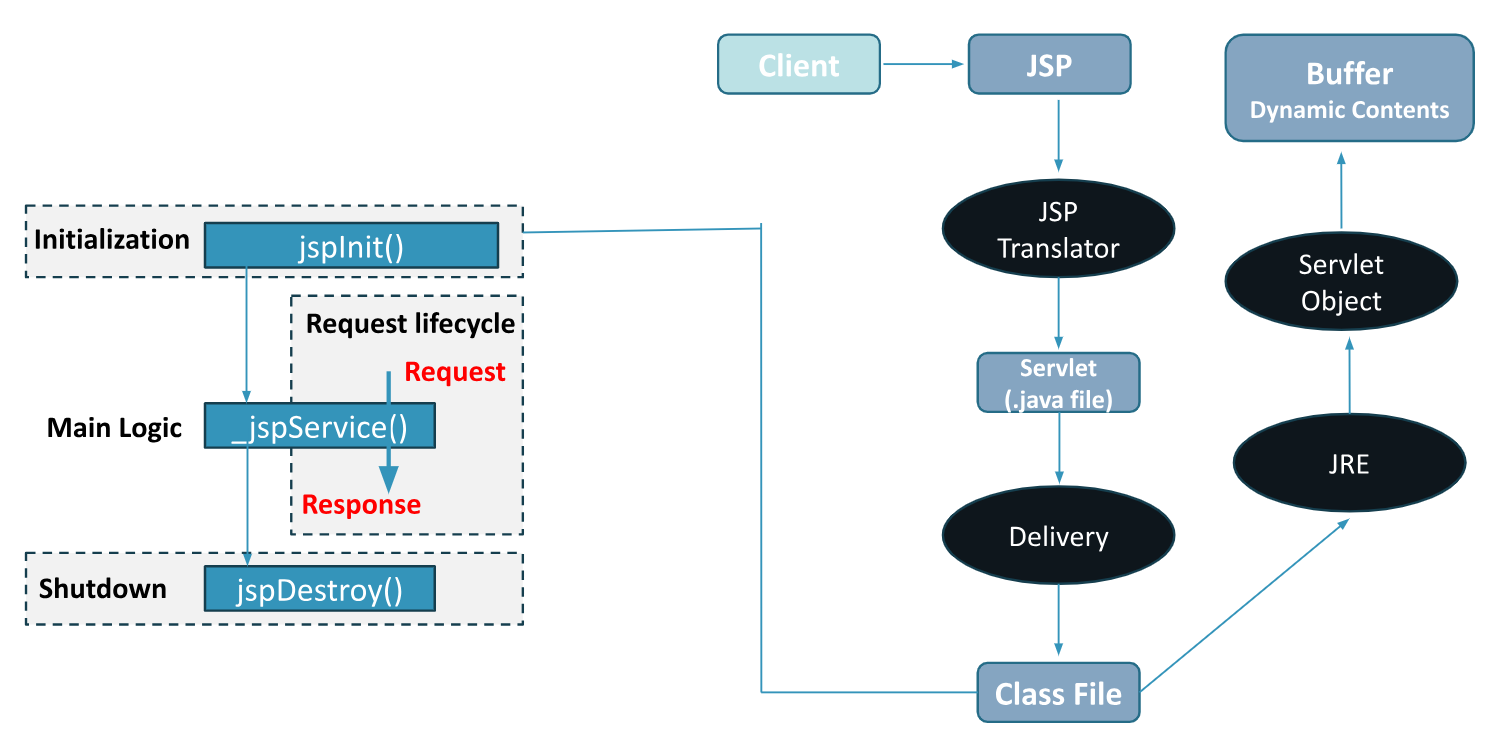 Client
JSP
Buffer
Dynamic Contents
JSP
Translator
Servlet
Object
Initialization
jspInit()
Request lifecycle
Request
Servlet
(.java file)
Main Logic
_jspService()
JRE
Response
Delivery
Shutdown
jspDestroy()
Class File